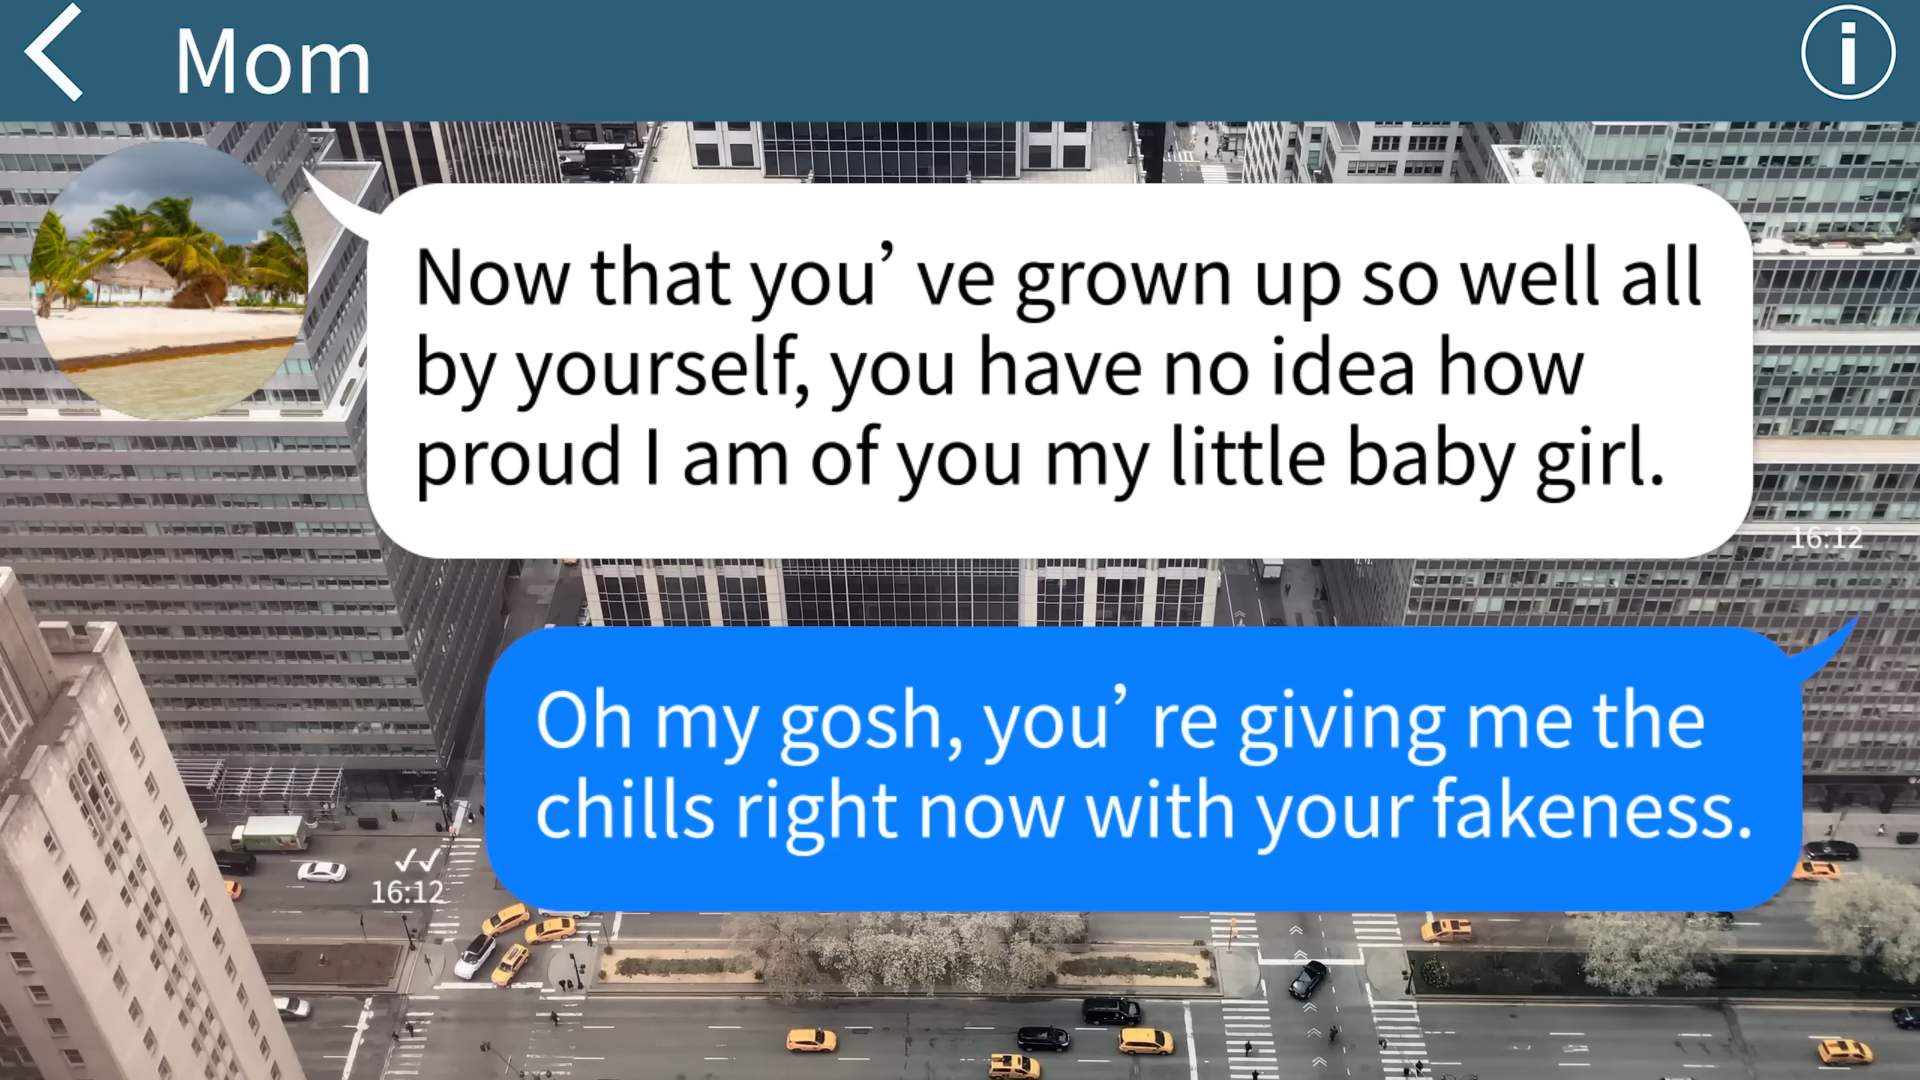 Mom
Now that you’ ve grown up so well all
by yourself, you have no idea how
proud I am of you my little baby girl.
16:12
Oh my gosh, you’ re giving me the
chills right now with your fakeness.
16:12